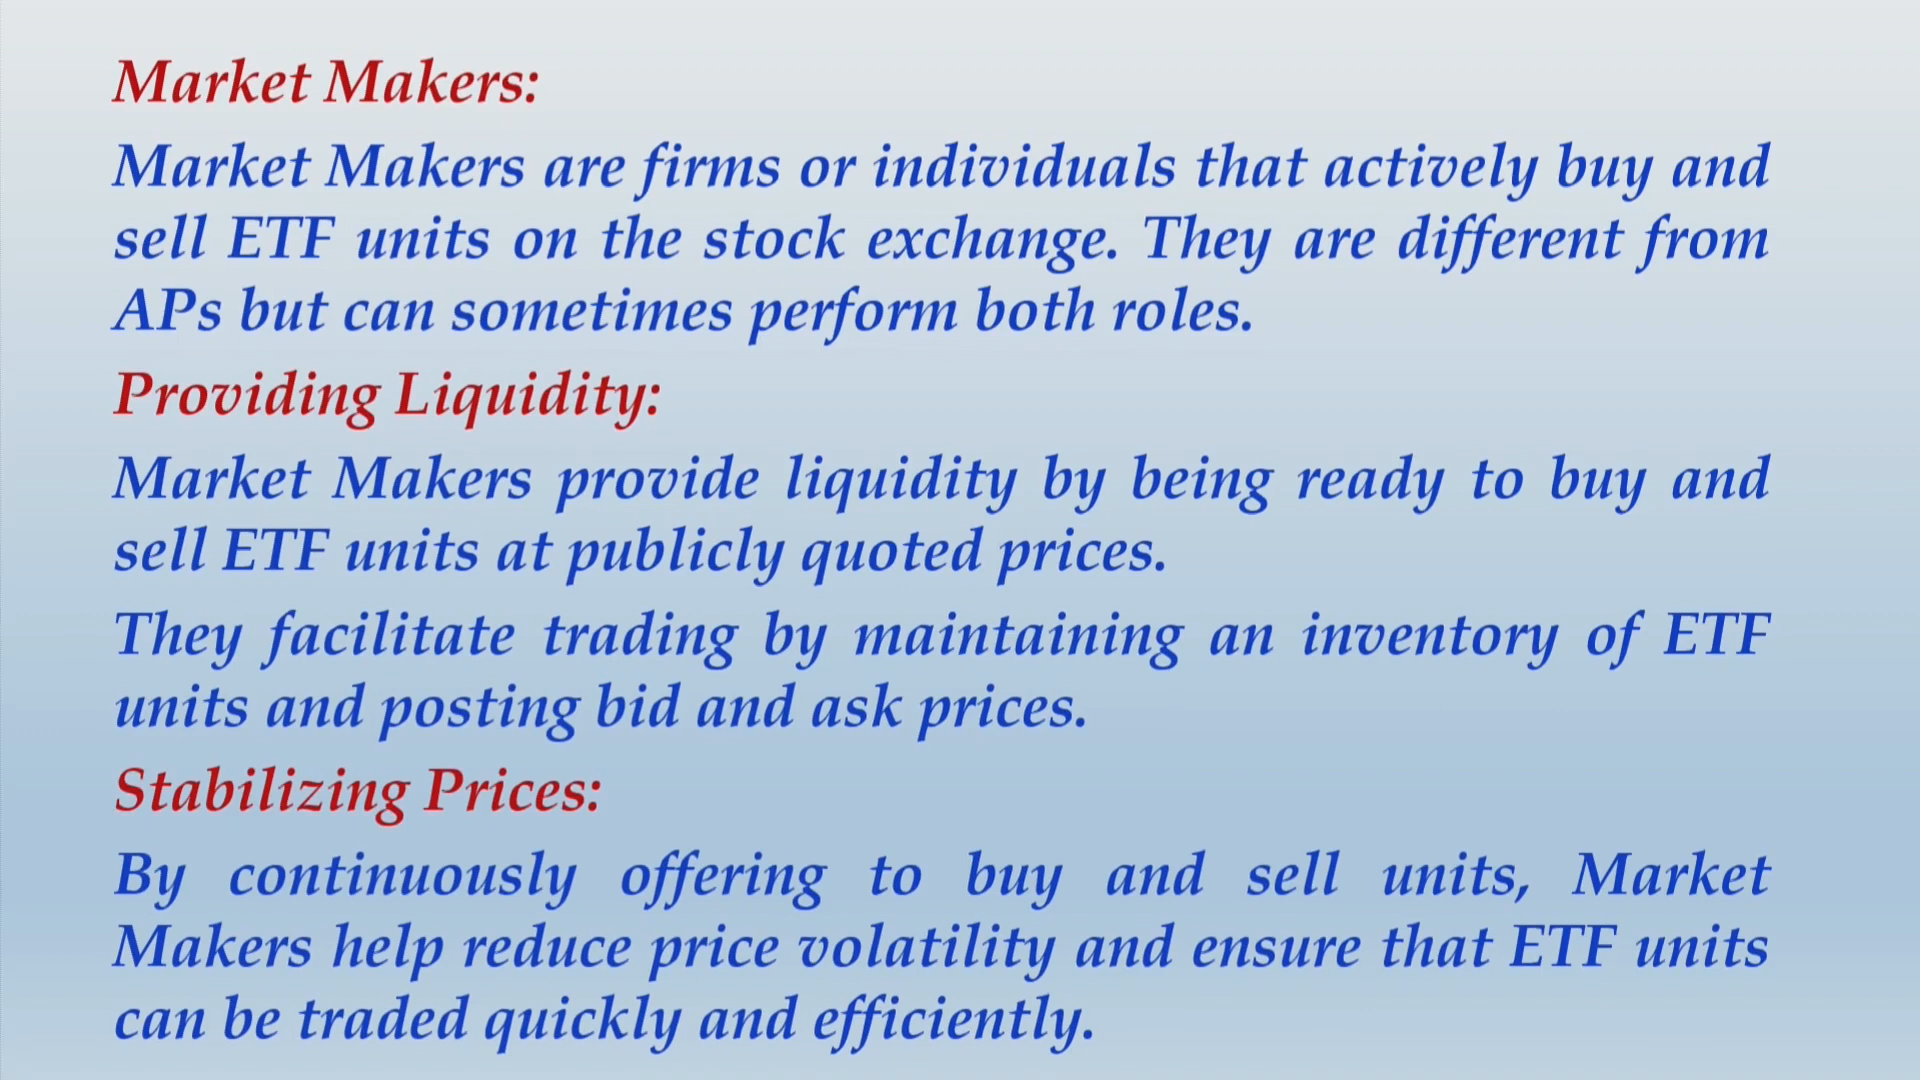 Market Makers:
Market Makers are firms or individuals that actively buy and
sell ETF units on the stock exchange. They are different from
APs but can sometimes perform both roles.
Providing Liquidity:
Market Makers provide liquidity by being ready to buy and
sell ETF units at publicly quoted prices.
They facilitate trading by maintaining an inventory of ETF
units and posting bid and ask prices.
Stabilizing Prices:
By continuously offering to buy and sell units, Market
Makers help reduce price volatility and ensure that ETF units
can be traded quickly and efficiently.